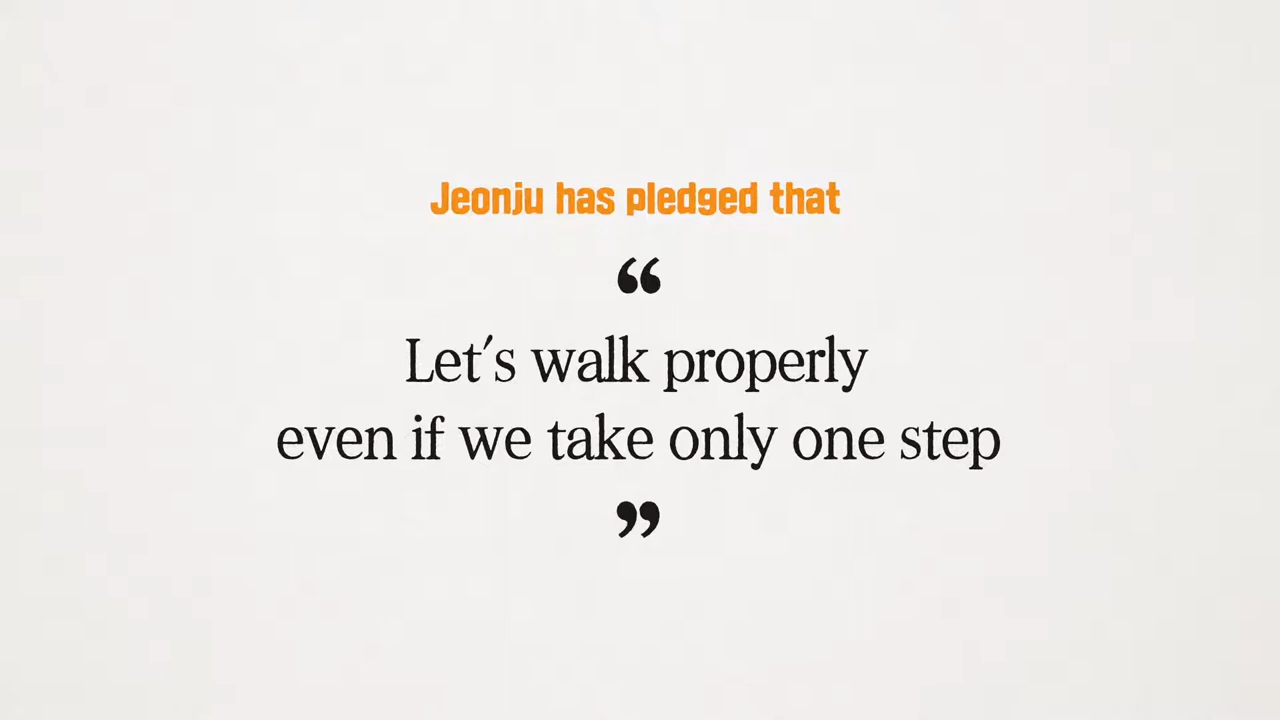 Jeonju has pledged that
“
Let's walk properly
even if we take only one step
”